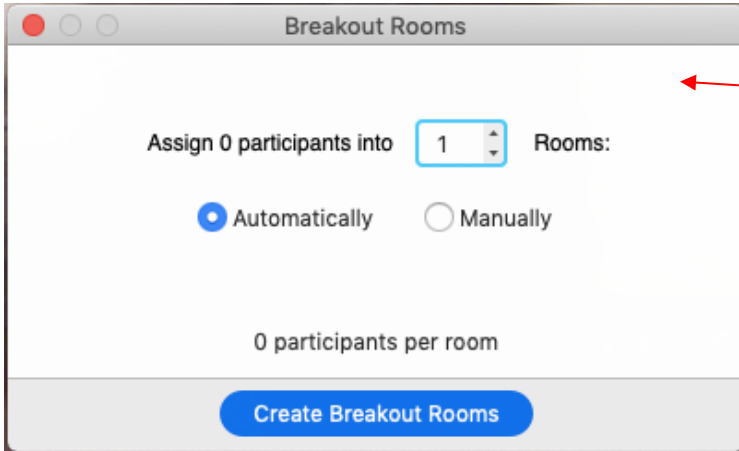 Breakout Rooms
Assign 0 participants into 1 Rooms:
Automatically Manually
0 participants per room
Create Breakout Rooms